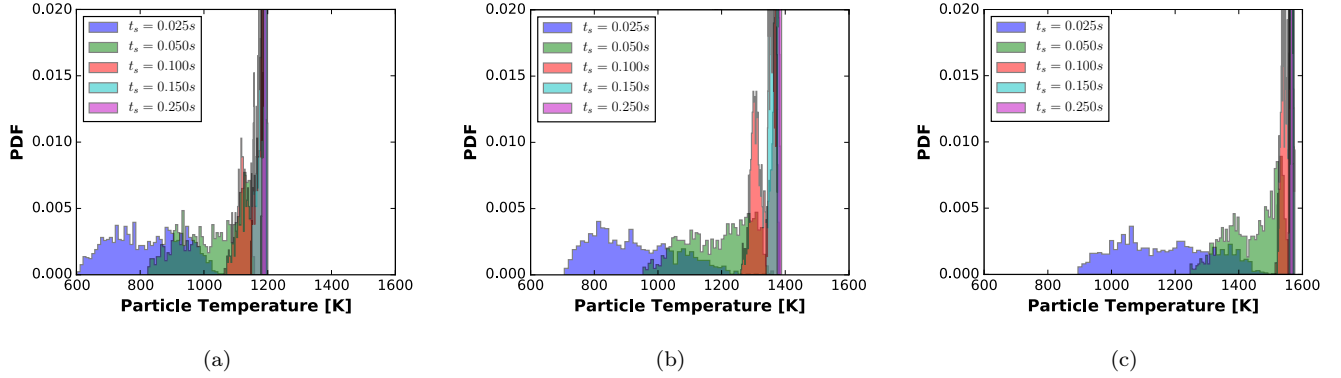 0.020
0.015
0.010
0.005
0.000
PDF
t_s = 0.025s
t_s = 0.050s
t_s = 0.100s
t_s = 0.150s
t_s = 0.250s
600 800 1000 1200 1400 1600
Particle Temperature [K]
(a)
0.020
0.015
0.010
0.005
0.000
PDF
t_s = 0.025s
t_s = 0.050s
t_s = 0.100s
t_s = 0.150s
t_s = 0.250s
600 800 1000 1200 1400 1600
Particle Temperature [K]
(b)
0.020
0.015
0.010
0.005
0.000
PDF
t_s = 0.025s
t_s = 0.050s
t_s = 0.100s
t_s = 0.150s
t_s = 0.250s
600 800 1000 1200 1400 1600
Particle Temperature [K]
(c)